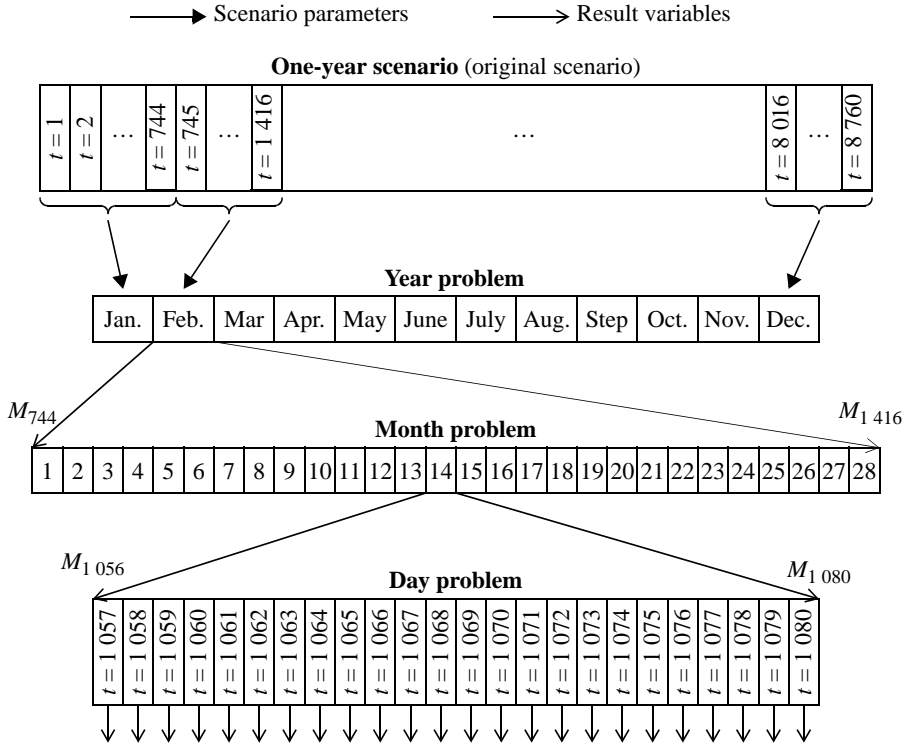 Scenario parameters Result variables
One-year scenario (original scenario)
t = 1 t = 2 … t = 744 t = 745 … t = 1 416 … t = 8 016 … t = 8 760
Year problem
Jan. Feb. Mar Apr. May June July Aug. Step Oct. Nov. Dec.
M744 M1 416
Month problem
1 2 3 4 5 6 7 8 9 10 11 12 13 14 15 16 17 18 19 20 21 22 23 24 25 26 27 28
M1 056 M1 080
Day problem
t = 1 057 t = 1 058 t = 1 059 t = 1 060 t = 1 061 t = 1 062 t = 1 063 t = 1 064 t = 1 065 t = 1 066 t = 1 067 t = 1 068 t = 1 069 t = 1 070 t = 1 071 t = 1 072 t = 1 073 t = 1 074 t = 1 075 t = 1 076 t = 1 077 t = 1 078 t = 1 079 t = 1 080